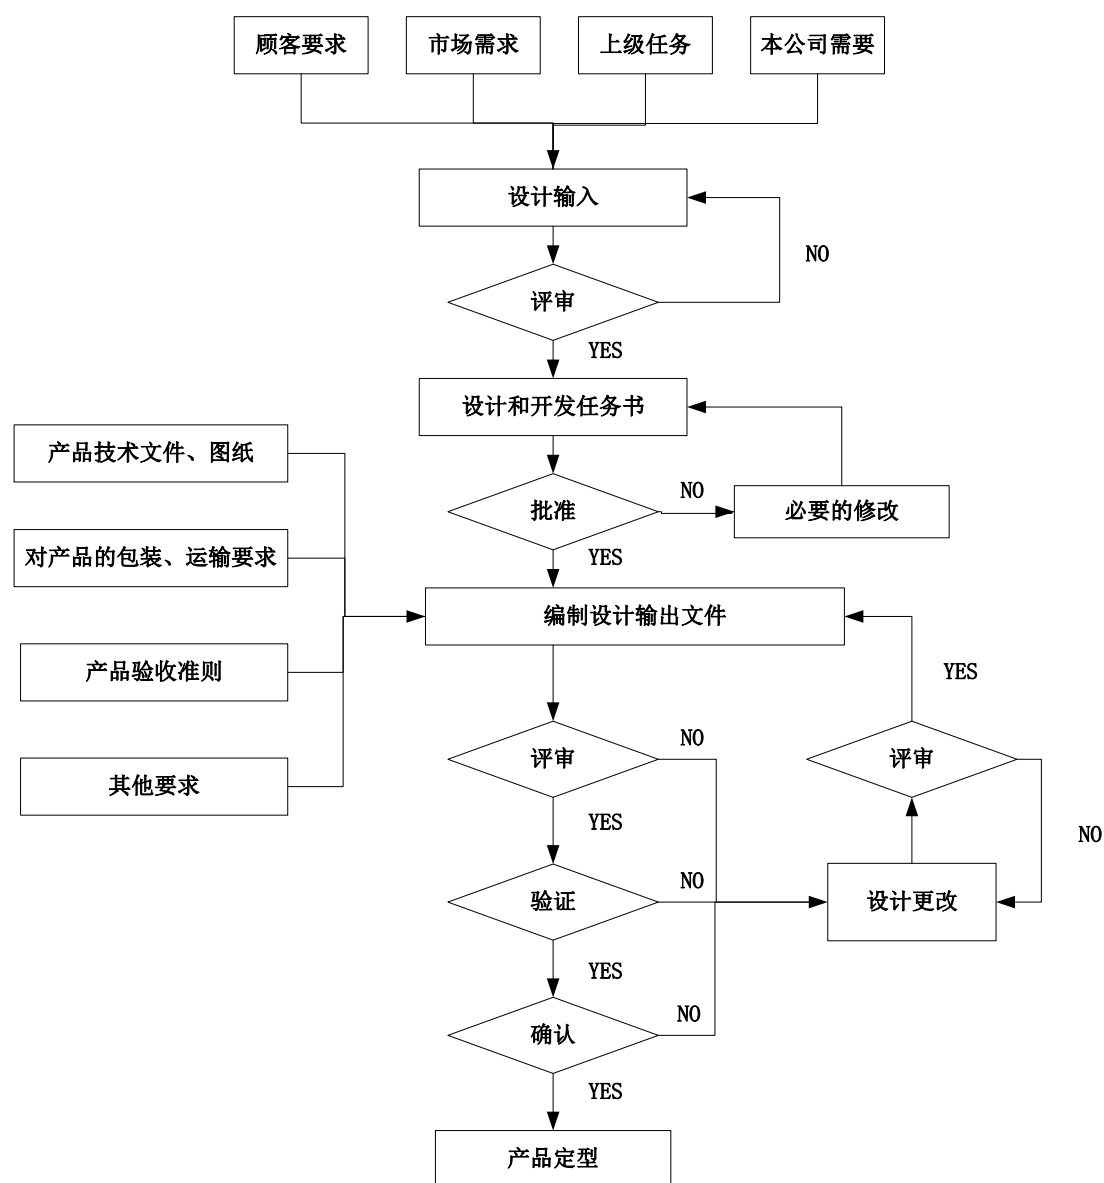 顾客要求
市场需求
上级任务
本公司需要
设计输入
NO
评审
YES
设计和开发任务书
产品技术文件、图纸
批准
NO
必要的修改
对产品的包装、运输要求
YES
编制设计输出文件
产品验收准则
YES
评审
NO
评审
其他要求
YES
NO
验证
NO
设计更改
YES
确认
NO
YES
产品定型